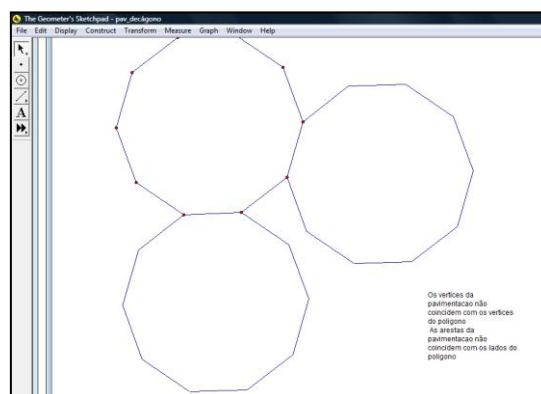 The Geometer's Sketchpad - pav_decágono
File Edit Display Construct Transform Measure Graph Window Help
A
Os vertices da
pavimentacao não
coincidem com os vertices
do poligono
As arestas da
pavimentacao não
coincidem com os lados do
poligono